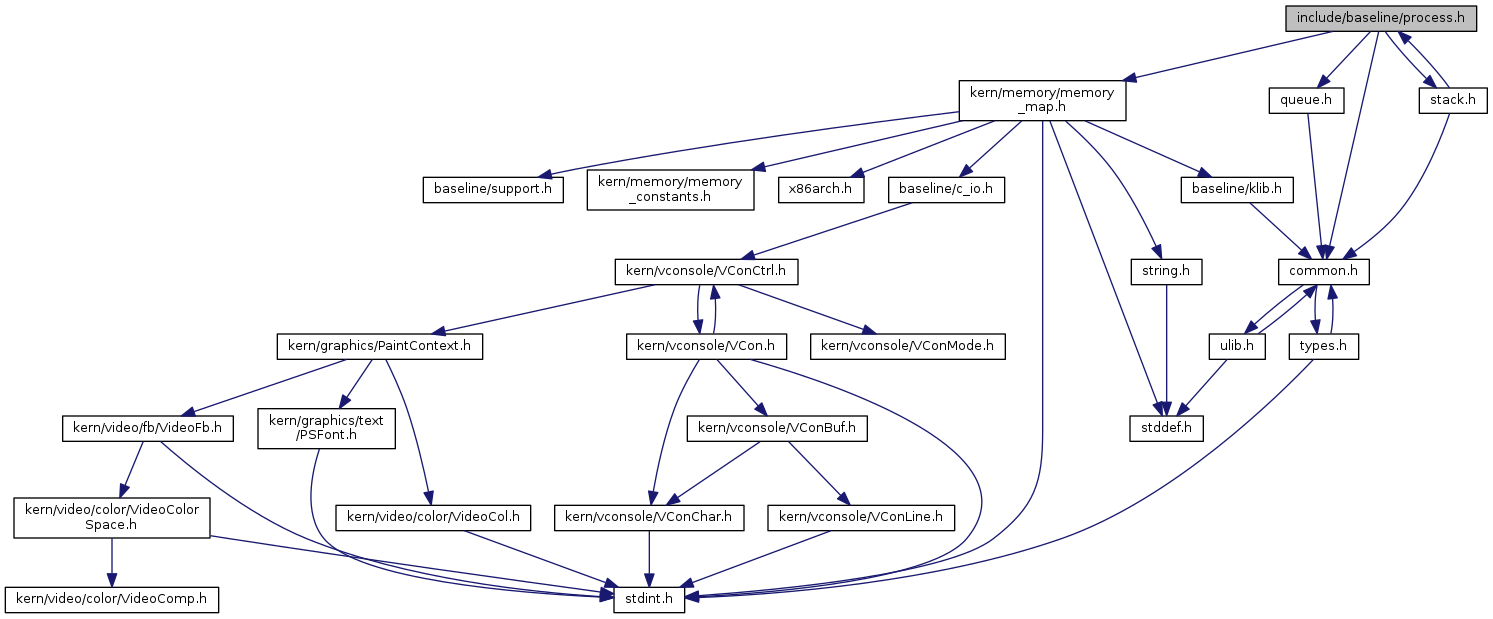 include/baseline/process.h
kern/memory/memory
_map.h
queue.h
stack.h
baseline/support.h
kern/memory/memory
_constants.h
x86arch.h
baseline/c_io.h
baseline/klib.h
kern/vconsole/VConCtrl.h
string.h
common.h
kern/graphics/PaintContext.h
kern/vconsole/VCon.h
kern/vconsole/VConMode.h
ulib.h
types.h
kern/video/fb/VideoFb.h
kern/graphics/text
/PSFont.h
kern/vconsole/VConBuf.h
stddef.h
kern/video/color/VideoColor
Space.h
kern/video/color/VideoCol.h
kern/vconsole/VConChar.h
kern/vconsole/VConLine.h
kern/video/color/VideoComp.h
stdint.h